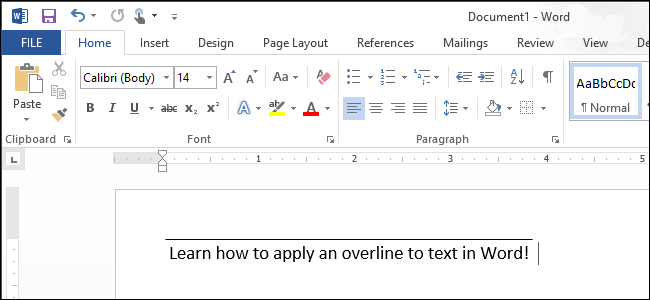 Document1 - Word
FILE Home Insert Design Page Layout References Mailings Review View De
Paste Calibri (Body) 14 A A Aa A AaBbCcDc
B I U abc x₂ x² A ab A ¶ Normal
Clipboard Font Paragraph
L 1 2 3 4 5
Learn how to apply an overline to text in Word!